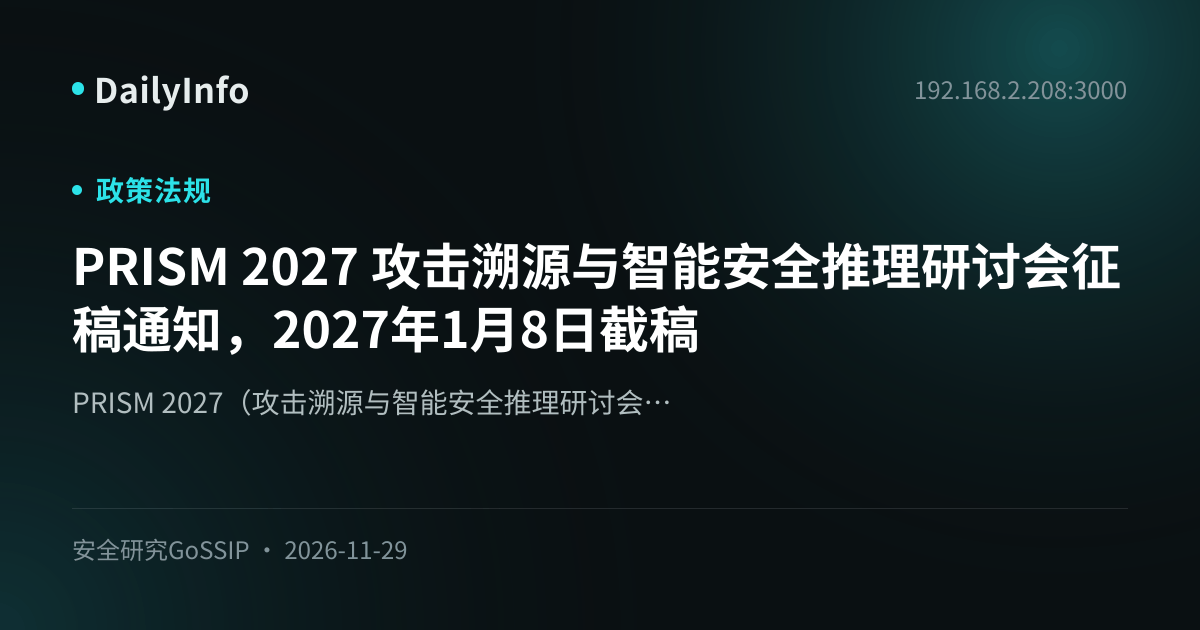 DailyInfo
192.168.2.208:3000
政策法规
PRISM 2027 攻击溯源与智能安全推理研讨会征
稿通知，2027年1月8日截稿
PRISM 2027（攻击溯源与智能安全推理研讨会…
安全研究GoSSIP · 2026-11-29